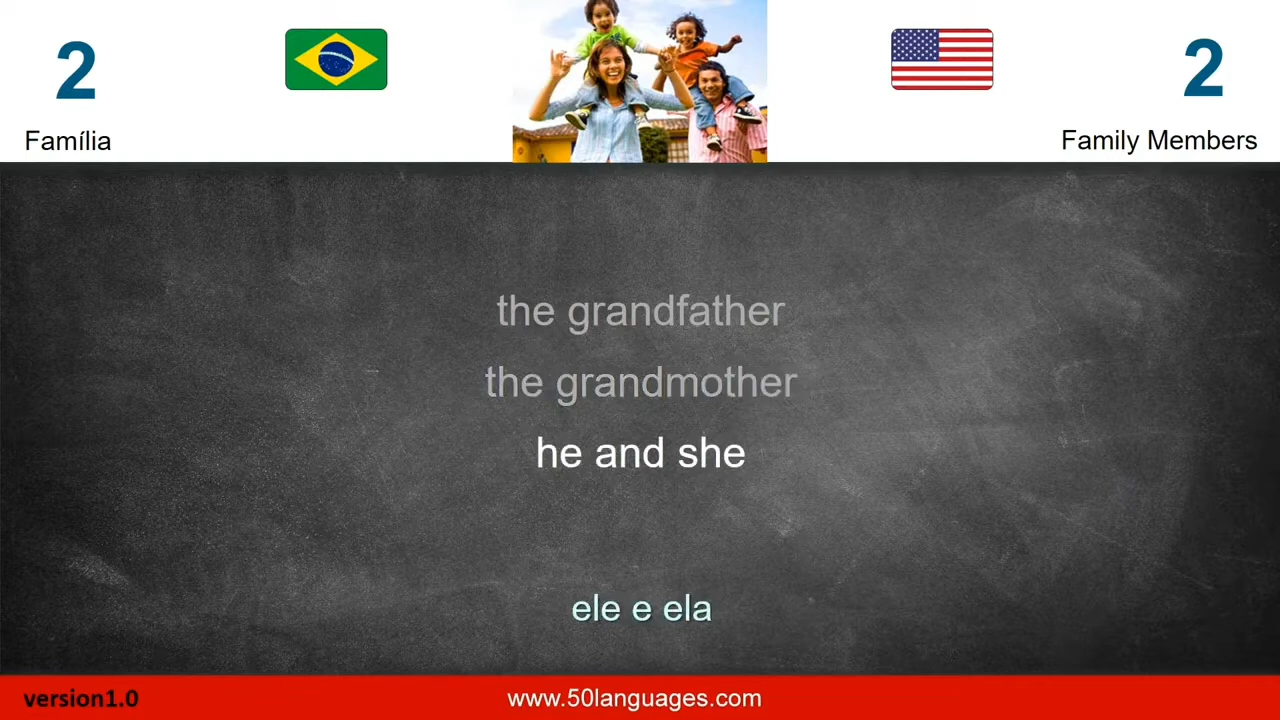 2
2
Família
Family Members
the grandfather
the grandmother
he and she
ele e ela
version1.0
www.50languages.com